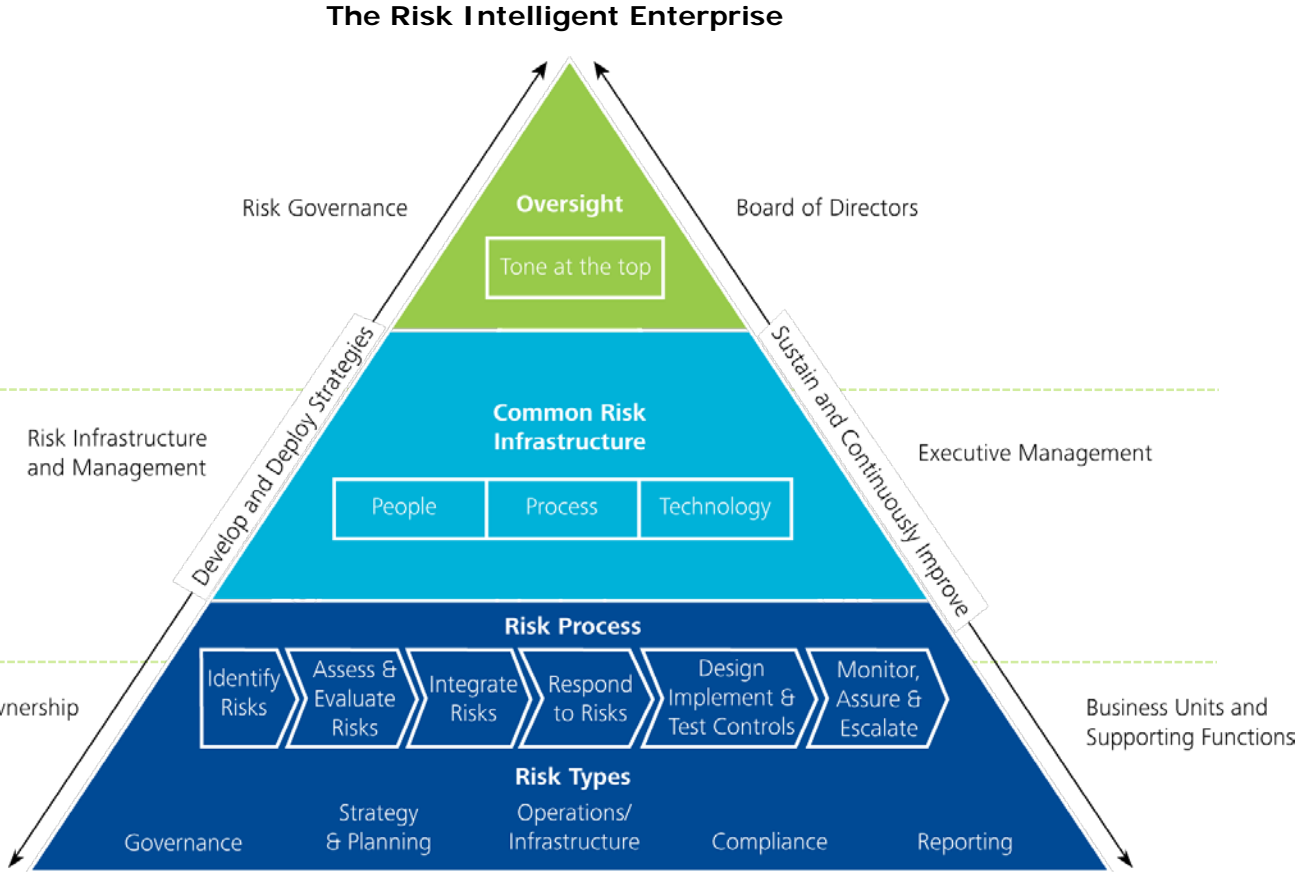 The Risk Intelligent Enterprise
Risk Governance
Oversight
Board of Directors
Tone at the top
Develop and Deploy Strategies
Sustain and Continuously Improve
Risk Infrastructure
and Management
Common Risk
Infrastructure
Executive Management
People
Process
Technology
Risk Process
Identify
Risks
Assess &
Evaluate
Risks
Integrate
Risks
Respond
to Risks
Design
Implement &
Test Controls
Monitor,
Assure &
Escalate
Business Units and
Supporting Functions
Risk Types
Governance
Strategy
& Planning
Operations/
Infrastructure
Compliance
Reporting